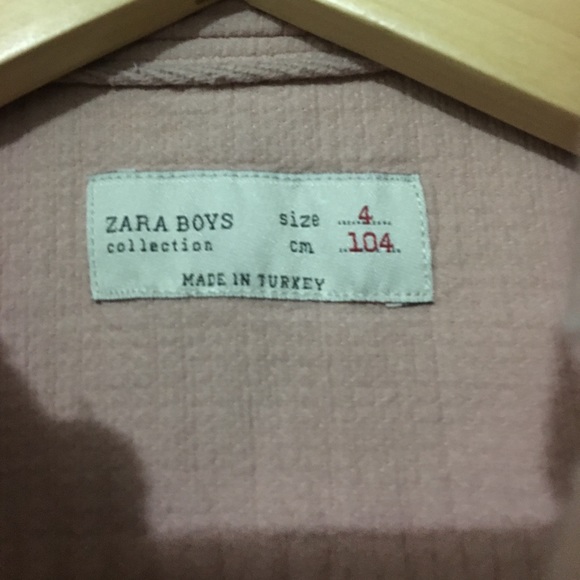 ZARA BOYS size 4
collection cm 104
MADE IN TURKEY